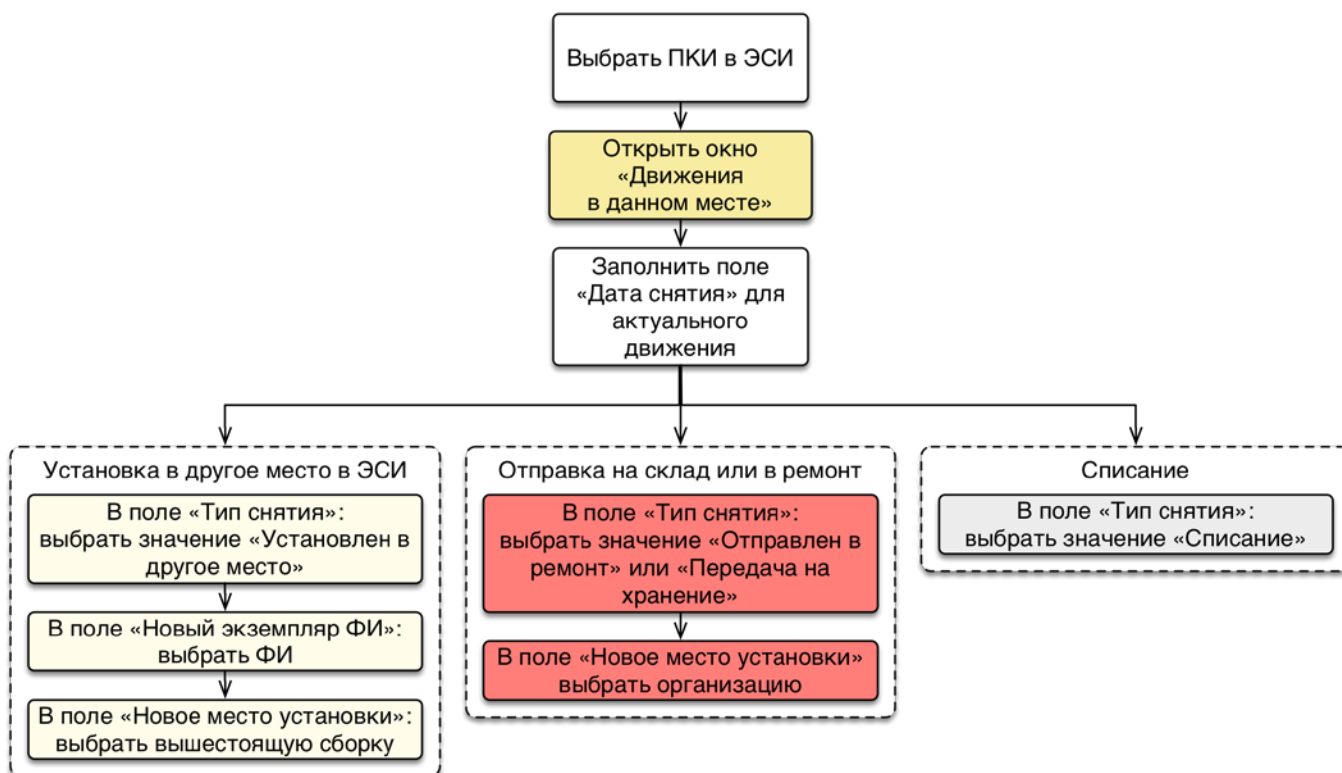 Выбрать ПКИ в ЭСИ
Открыть окно
«Движения
в данном месте»
Заполнить поле
«Дата снятия» для
актуального
движения
Установка в другое место в ЭСИ
В поле «Тип снятия»:
выбрать значение «Установлен в
другое место»
В поле «Новый экземпляр ФИ»:
выбрать ФИ
В поле «Новое место установки»:
выбрать вышестоящую сборку
Отправка на склад или в ремонт
В поле «Тип снятия»:
выбрать значение «Отправлен в
ремонт» или «Передача на
хранение»
В поле «Новое место установки»
выбрать организацию
Списание
В поле «Тип снятия»:
выбрать значение «Списание»